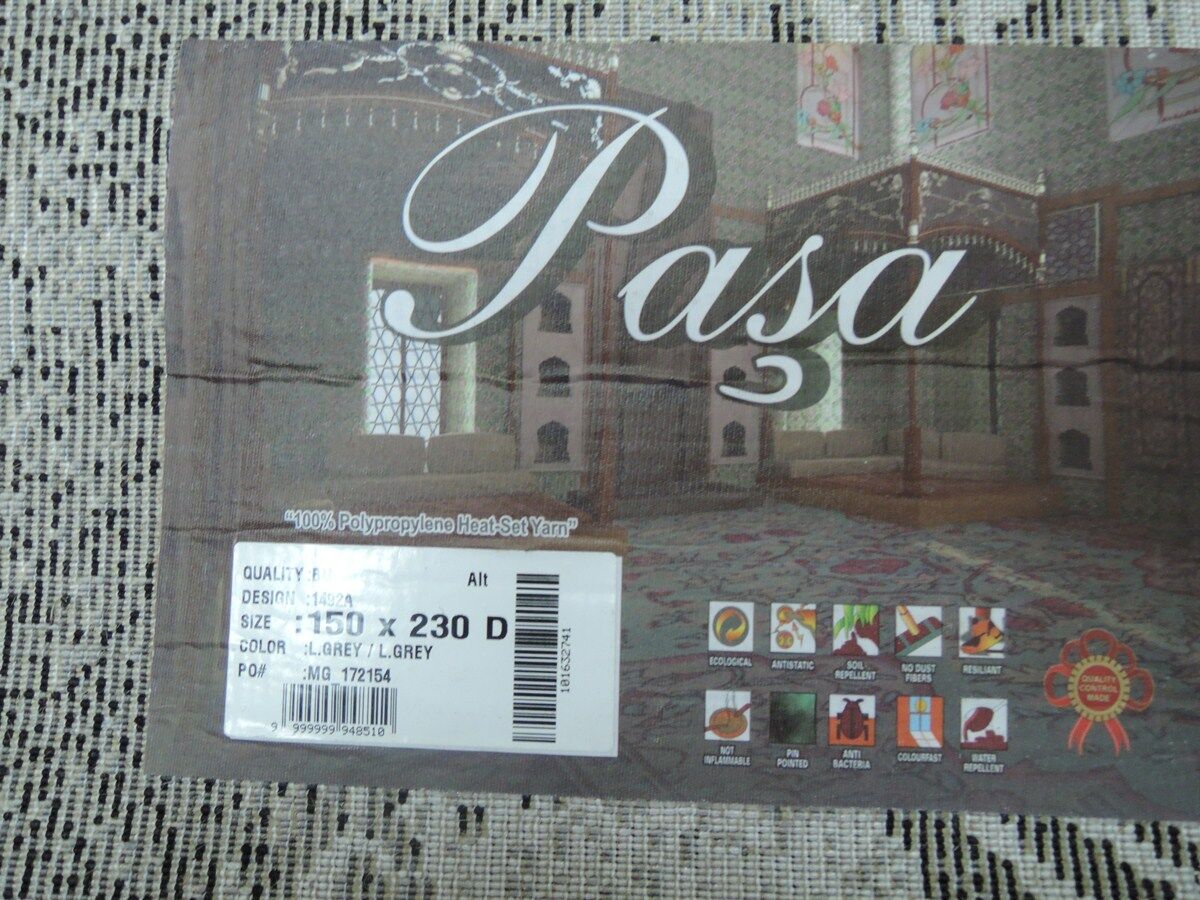 Paşa
"100% Polypropylene Heat-Set Yarn"
QUALITY :BU
Alt
DESIGN :1492A
SIZE :150 x 230 D
COLOR :L.GREY / L.GREY
PO# :MG 172154
9 999999 948510
101632741
ECOLOGICAL
ANTISTATIC
SOIL REPELLENT
NO DUST FIBERS
RESILIANT
NOT INFLAMMABLE
PIN POINTED
ANTI BACTERIA
COLOURFAST
WATER REPELLENT
QUALITY
CONTROL
MADE